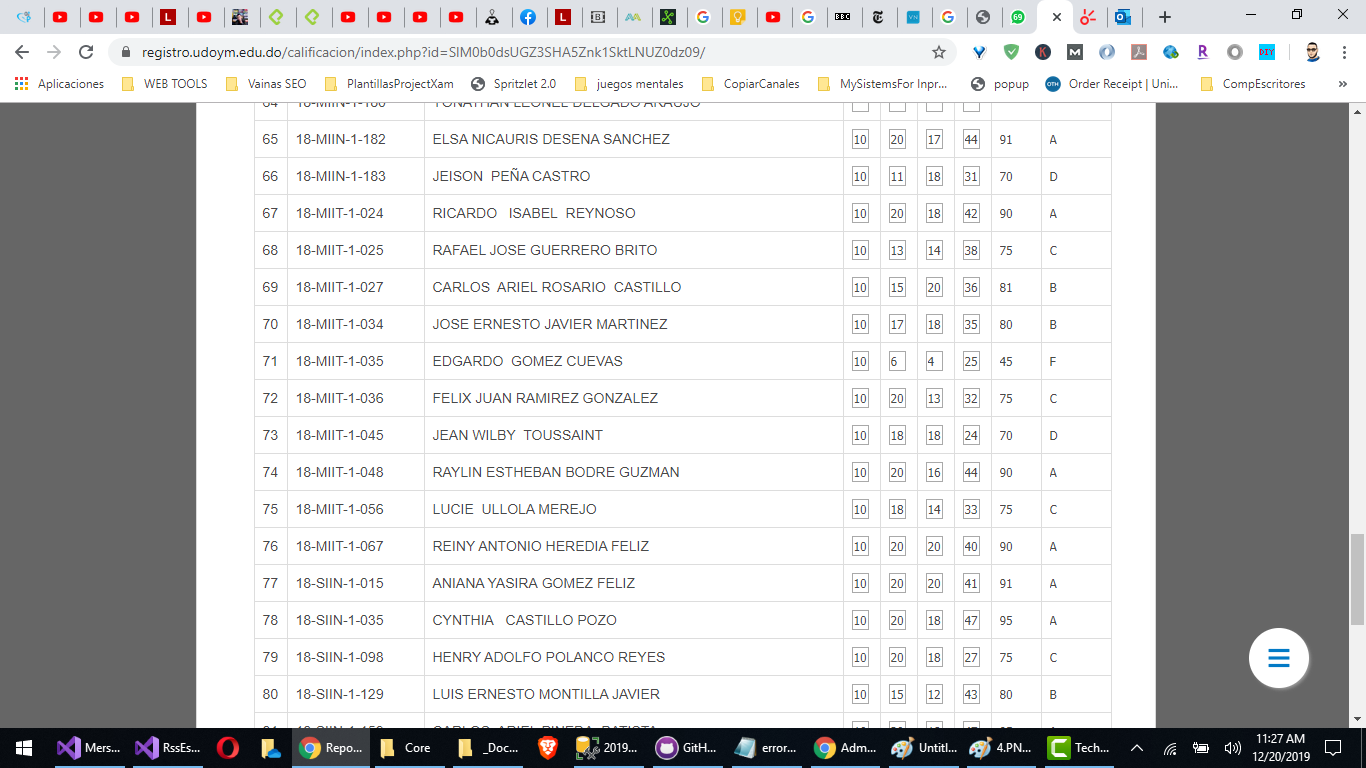 registro.udoym.edu.do/calificacion/index.php?id=SlM0b0dsUGZ3SHA5Znk1SktLNUZ0dz09/
Aplicaciones WEB TOOLS Vainas SEO PlantillasProjectXam Spritzlet 2.0 juegos mentales CopiarCanales MySistemsFor Inpr... popup Order Receipt | Uni... CompEscritores »
65 18-MIIN-1-182 ELSA NICAURIS DESENA SANCHEZ 10 20 17 44 91 A
66 18-MIIN-1-183 JEISON PEÑA CASTRO 10 11 18 31 70 D
67 18-MIIT-1-024 RICARDO ISABEL REYNOSO 10 20 18 42 90 A
68 18-MIIT-1-025 RAFAEL JOSE GUERRERO BRITO 10 13 14 38 75 C
69 18-MIIT-1-027 CARLOS ARIEL ROSARIO CASTILLO 10 15 20 36 81 B
70 18-MIIT-1-034 JOSE ERNESTO JAVIER MARTINEZ 10 17 18 35 80 B
71 18-MIIT-1-035 EDGARDO GOMEZ CUEVAS 10 6 4 25 45 F
72 18-MIIT-1-036 FELIX JUAN RAMIREZ GONZALEZ 10 20 13 32 75 C
73 18-MIIT-1-045 JEAN WILBY TOUSSAINT 10 18 18 24 70 D
74 18-MIIT-1-048 RAYLIN ESTHEBAN BODRE GUZMAN 10 20 16 44 90 A
75 18-MIIT-1-056 LUCIE ULLOLA MEREJO 10 18 14 33 75 C
76 18-MIIT-1-067 REINY ANTONIO HEREDIA FELIZ 10 20 20 40 90 A
77 18-SIIN-1-015 ANIANA YASIRA GOMEZ FELIZ 10 20 20 41 91 A
78 18-SIIN-1-035 CYNTHIA CASTILLO POZO 10 20 18 47 95 A
79 18-SIIN-1-098 HENRY ADOLFO POLANCO REYES 10 20 18 27 75 C
80 18-SIIN-1-129 LUIS ERNESTO MONTILLA JAVIER 10 15 12 43 80 B
Mers... RssEs... Repo... Core _Doc... 2019... GitH... error... Adm... Untitl... 4.PN... Tech... 11:27 AM
12/20/2019